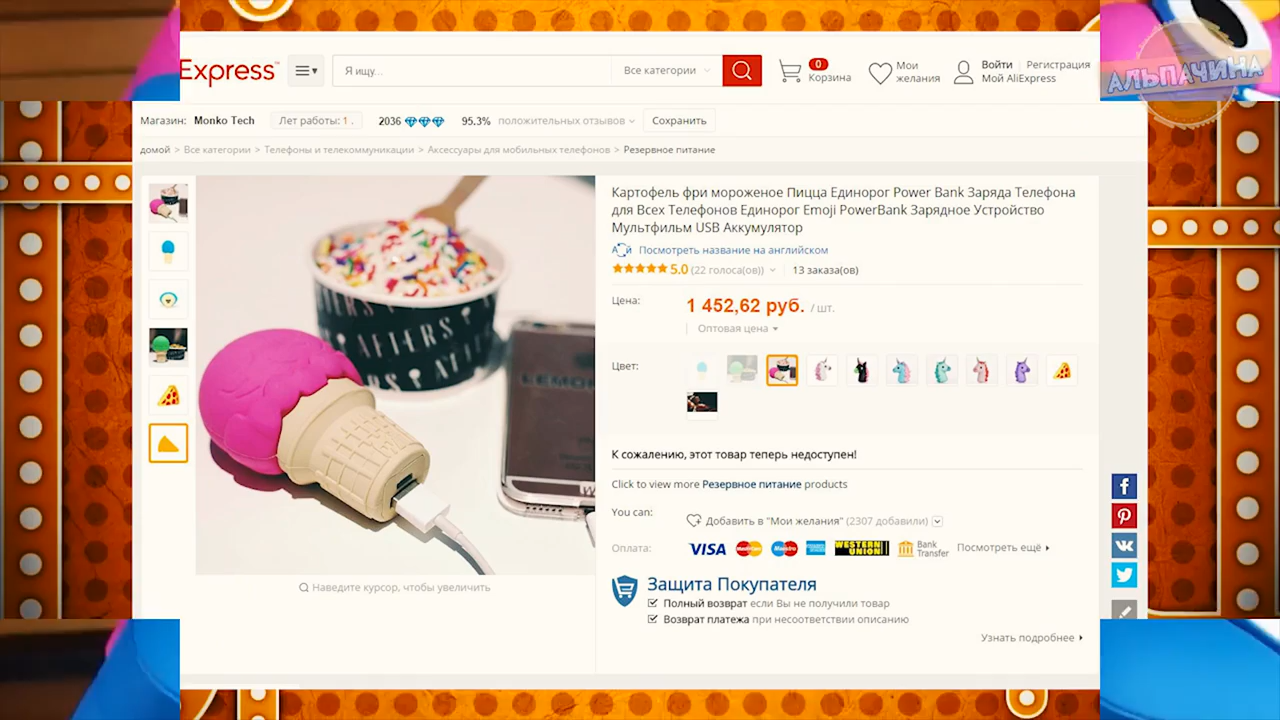 Express™
Я ищу...
Все категории
0
Корзина
Мои
желания
Войти | Регистрация
Мой AliExpress
АЛЬПАЧИНА
Магазин: Monko Tech
Лет работы: 1 .
2036
95.3% положительных отзывов
Сохранить
домой > Все категории > Телефоны и телекоммуникации > Аксессуары для мобильных телефонов > Резервное питание
Картофель фри мороженое Пицца Единорог Power Bank Заряда Телефона
для Всех Телефонов Единорог Emoji PowerBank Зарядное Устройство
Мультфильм USB Аккумулятор
Посмотреть название на английском
5.0 (22 голоса(ов)) 13 заказа(ов)
Цена:
1 452,62 руб. / шт.
Оптовая цена
Цвет:
К сожалению, этот товар теперь недоступен!
Click to view more Резервное питание products
You can:
Добавить в "Мои желания" (2307 добавили)
Оплата:
VISA
MasterCard
Maestro
WESTERN UNION
Bank
Transfer
Посмотреть ещё
Защита Покупателя
Полный возврат если Вы не получили товар
Возврат платежа при несоответствии описанию
Узнать подробнее
Наведите курсор, чтобы увеличить